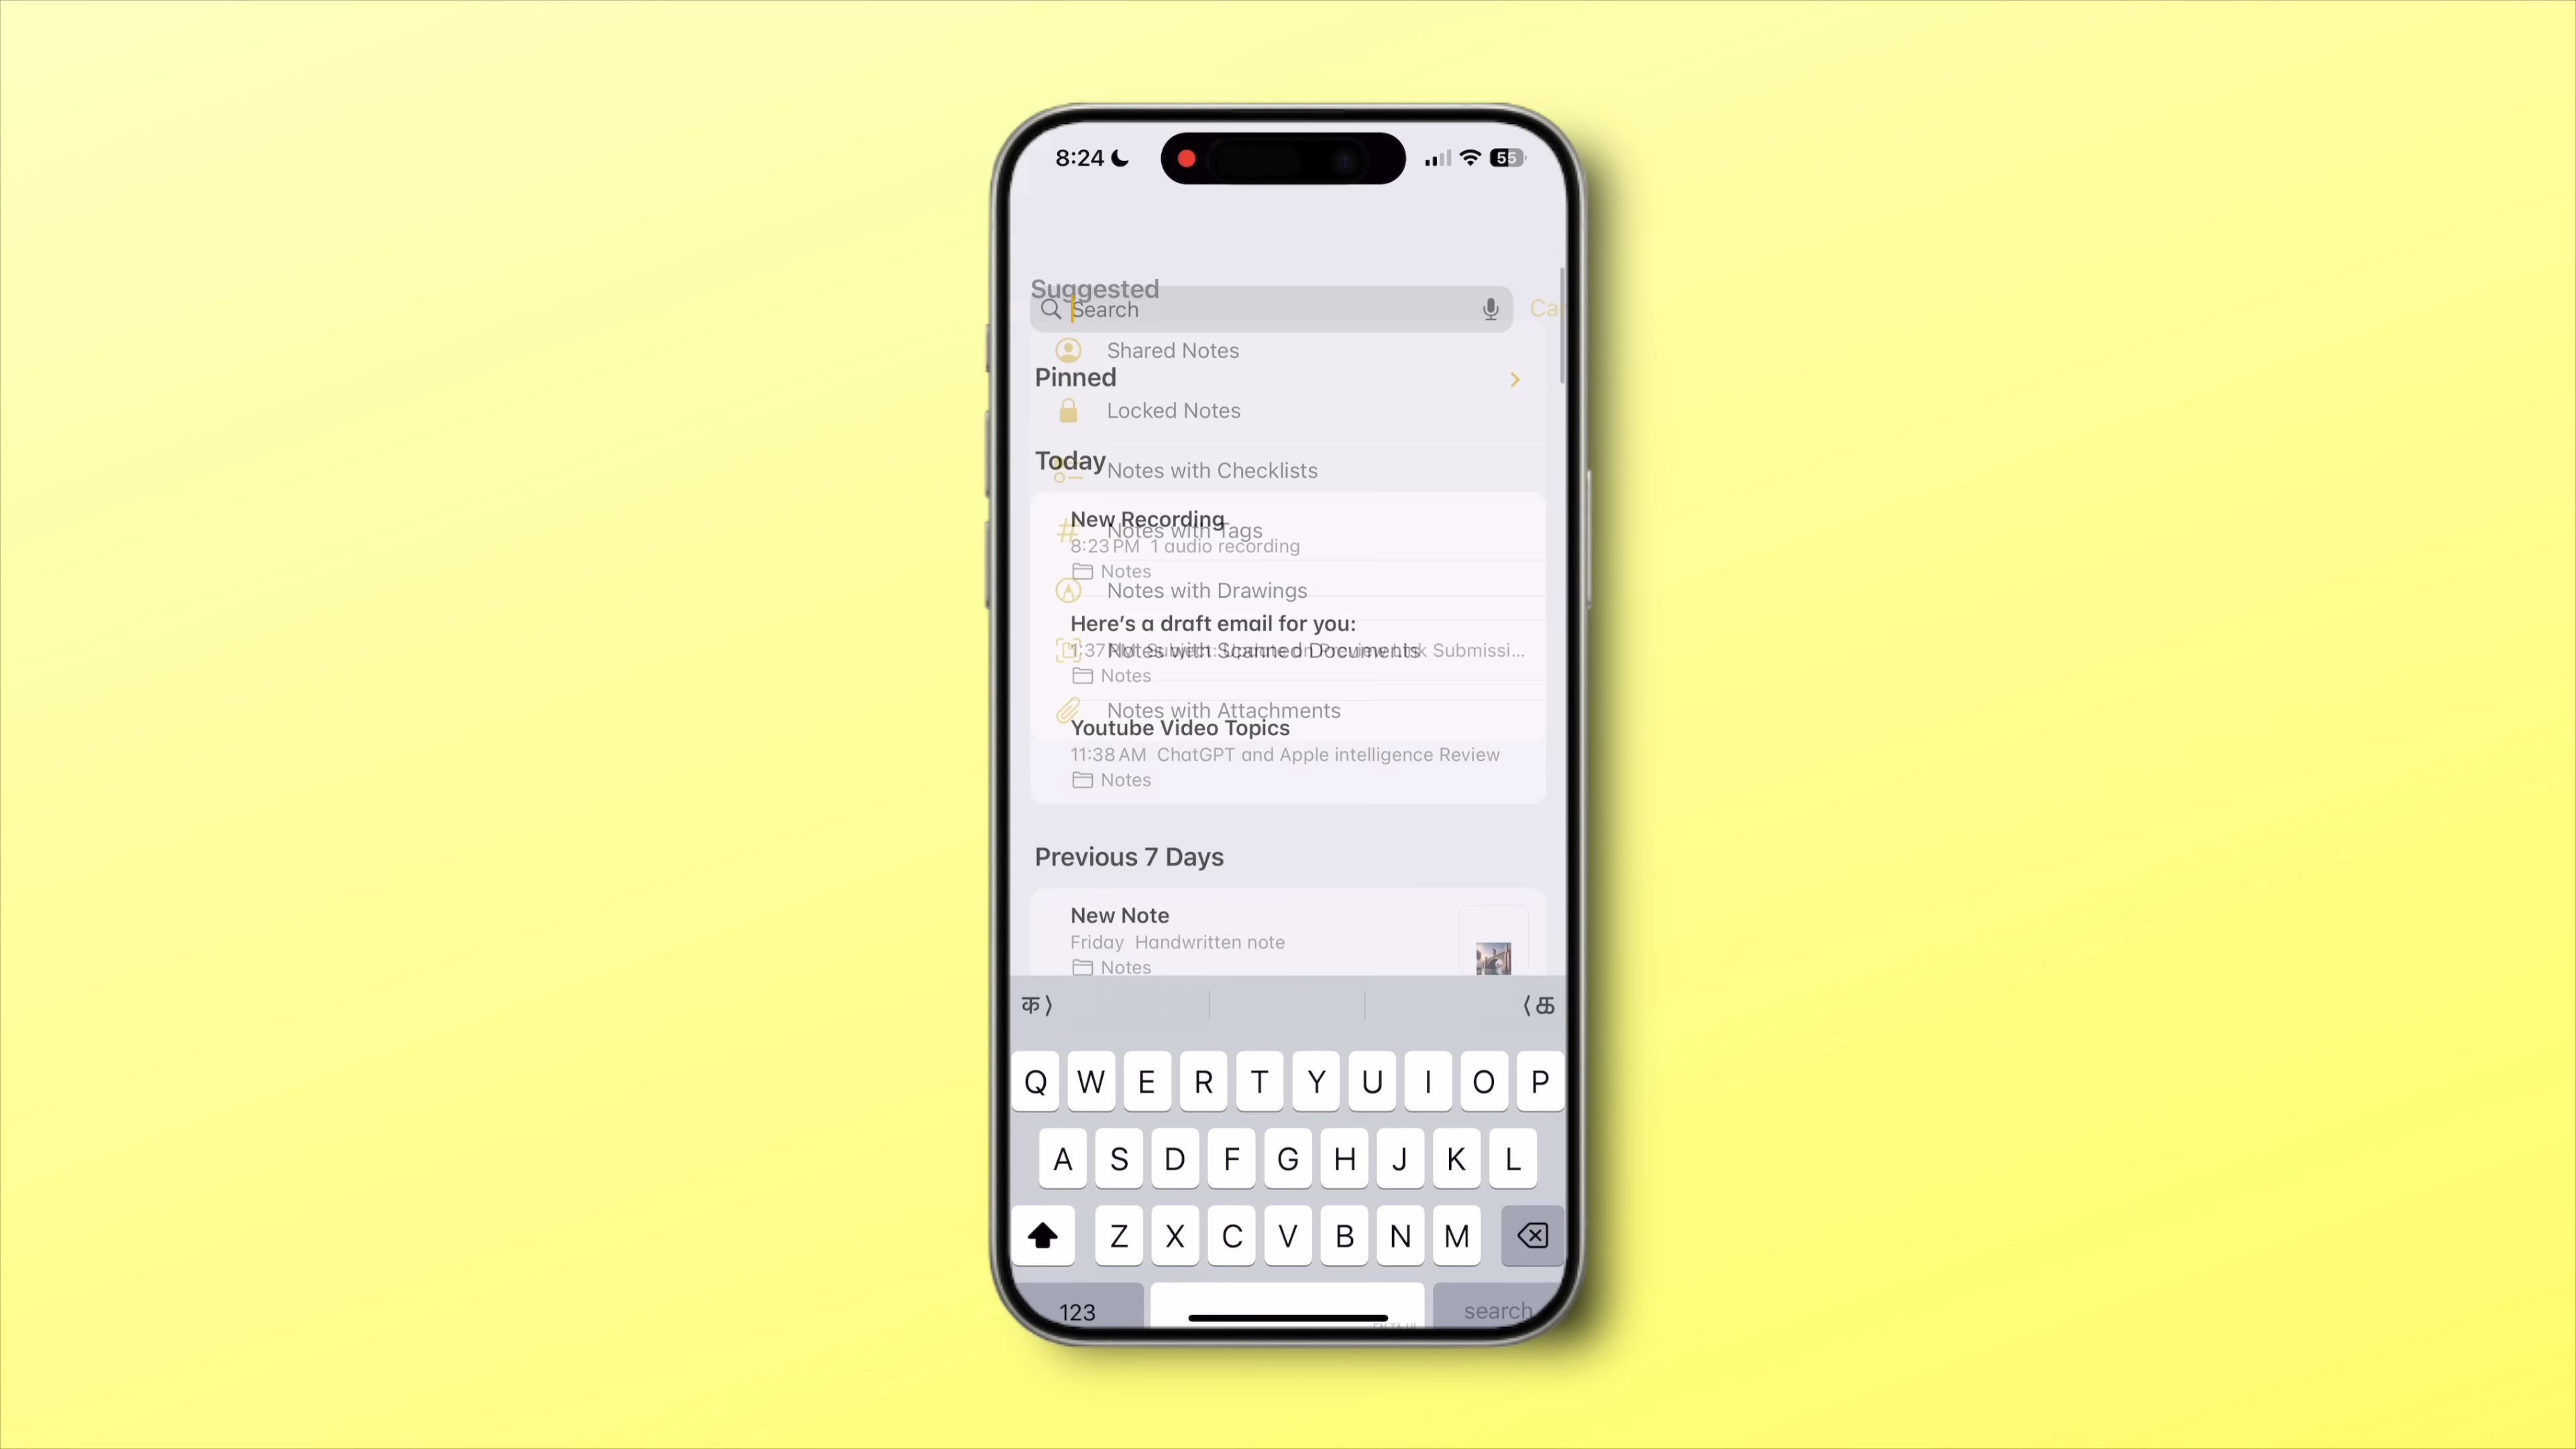 8:24
55
Suggested
Search
Shared Notes
Pinned
Locked Notes
Today
Notes with Checklists
New Recording
Notes with Tags
8:23 PM 1 audio recording
Notes
Notes with Drawings
Here's a draft email for you:
Notes with Scanned Documents
Submissi...
Notes
Notes with Attachments
Youtube Video Topics
11:38 AM ChatGPT and Apple intelligence Review
Notes
Previous 7 Days
New Note
Friday Handwritten note
Notes
क
க
Q W E R T Y U I O P
A S D F G H J K L
Z X C V B N M
123
search